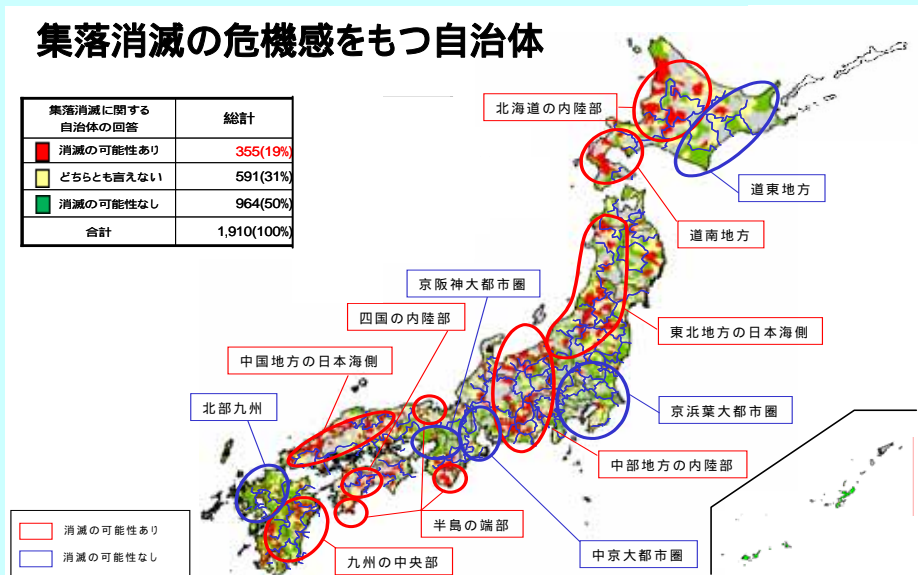 集落消滅の危機感をもつ自治体
集落消滅に関する
自治体の回答
総計
消滅の可能性あり
355(19%)
どちらとも言えない
591(31%)
消滅の可能性なし
964(50%)
合計
1,910(100%)
北海道の内陸部
道東地方
道南地方
京阪神大都市圏
四国の内陸部
東北地方の日本海側
中国地方の日本海側
北部九州
京浜葉大都市圏
中部地方の内陸部
半島の端部
中京大都市圏
九州の中央部
消滅の可能性あり
消滅の可能性なし